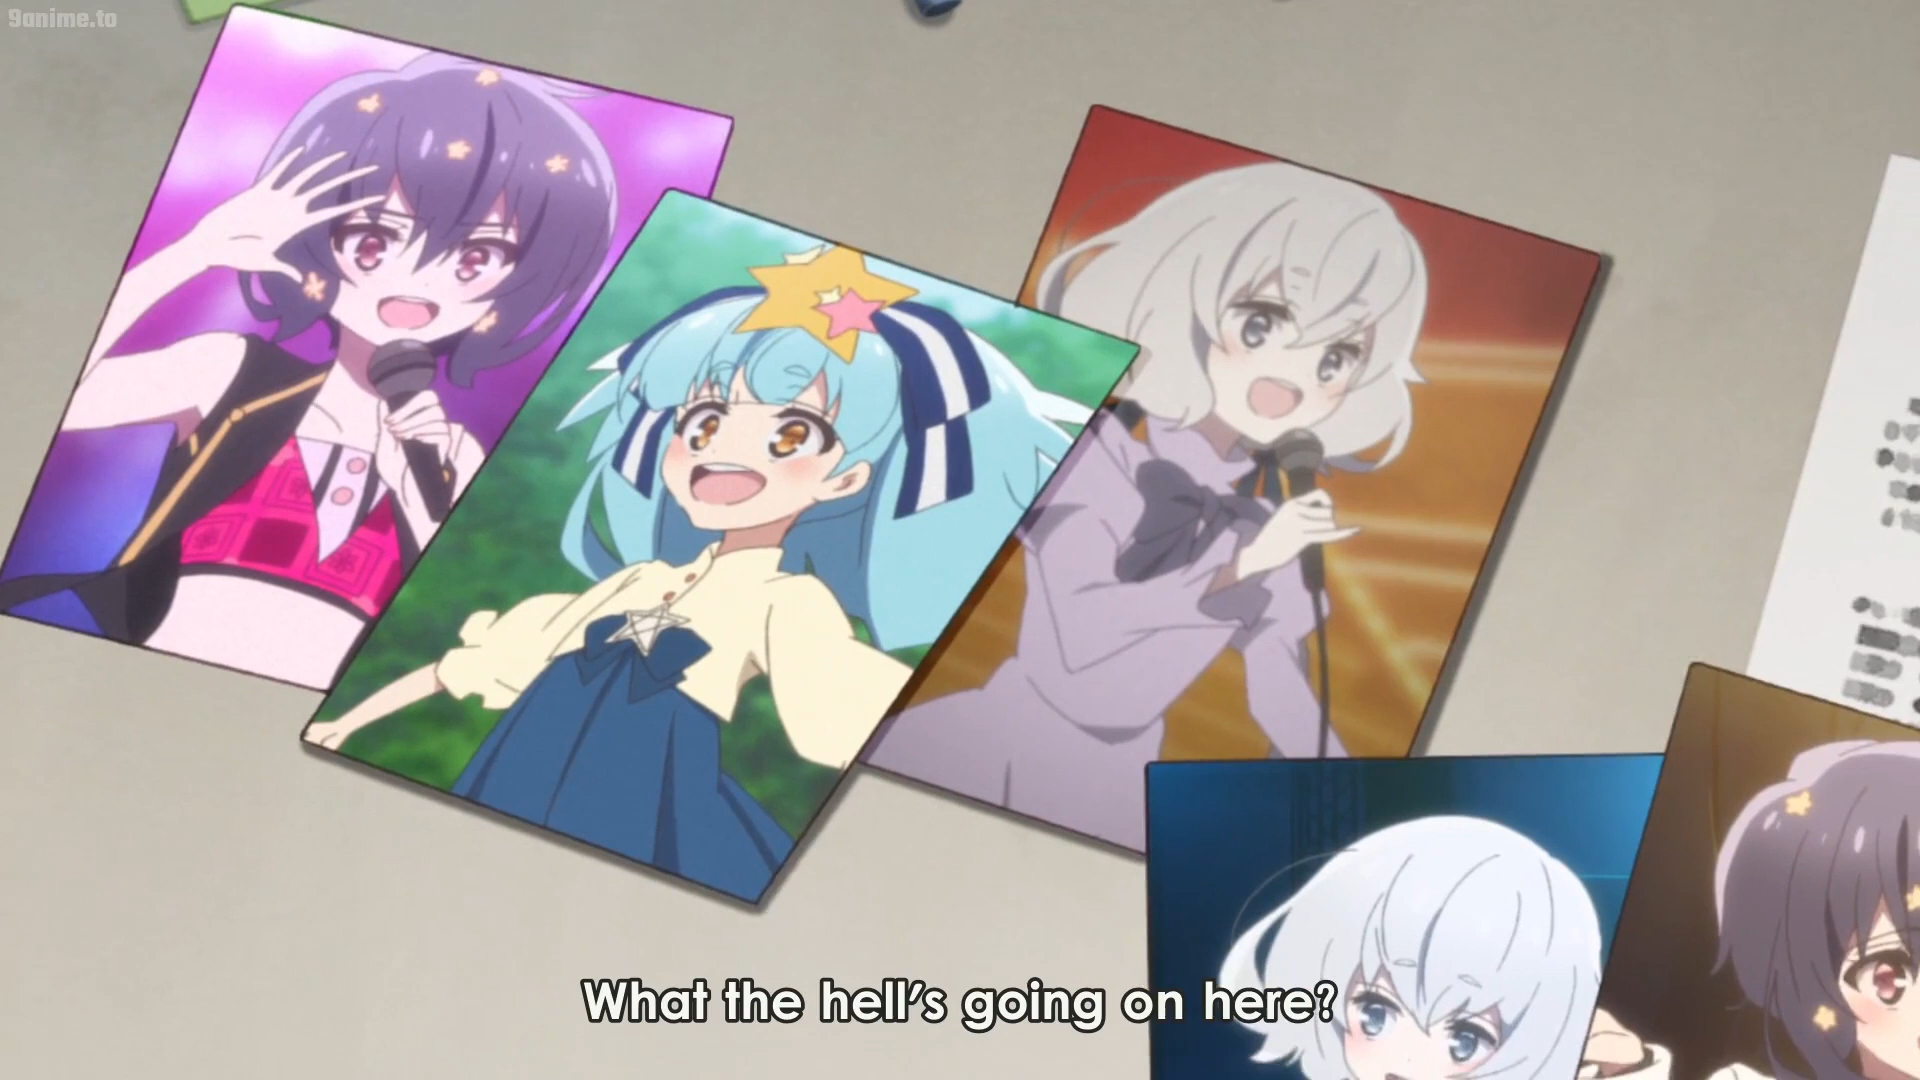 9anime.to
What the hell's going on here?